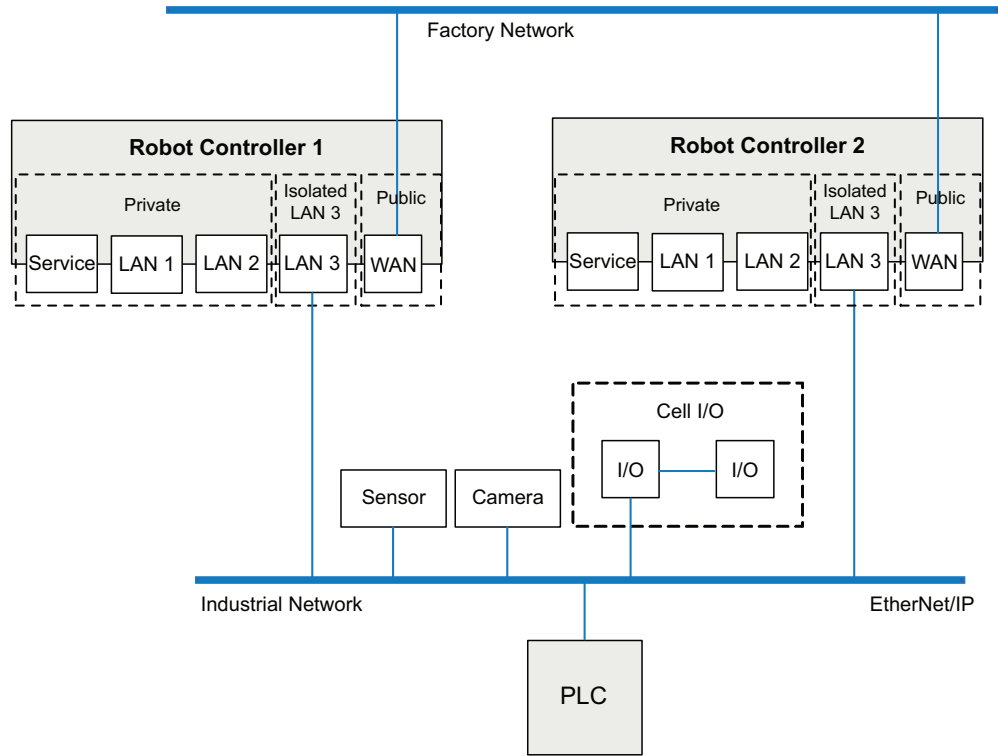 Factory Network
Robot Controller 1
Private
Isolated
LAN 3
Public
Service
LAN 1
LAN 2
LAN 3
WAN
Robot Controller 2
Private
Isolated
LAN 3
Public
Service
LAN 1
LAN 2
LAN 3
WAN
Cell I/O
I/O
I/O
Sensor
Camera
Industrial Network
EtherNet/IP
PLC